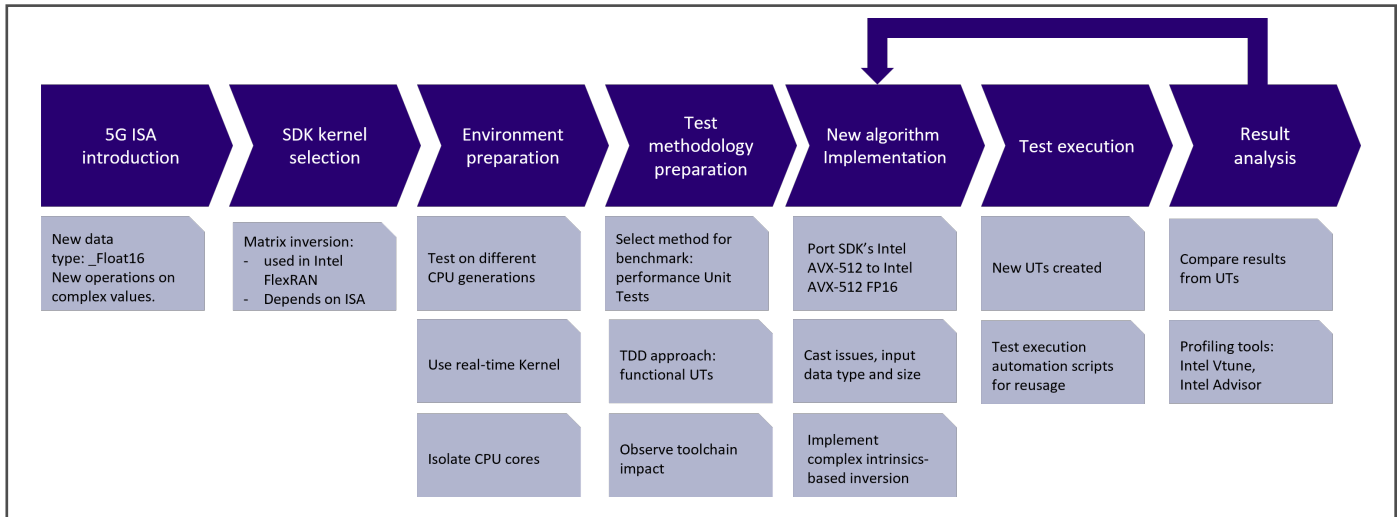 5G ISA
introduction
SDK kernel
selection
Environment
preparation
Test
methodology
preparation
New algorithm
Implementation
Test execution
Result
analysis
New data
type: _Float16
New operations on
complex values.
Matrix inversion:
- used in Intel
FlexRAN
- Depends on ISA
Test on different
CPU generations
Use real-time Kernel
Isolate CPU cores
Select method for
benchmark:
performance Unit
Tests
TDD approach:
functional UTs
Observe toolchain
impact
Port SDK's Intel
AVX-512 to Intel
AVX-512 FP16
Cast issues, input
data type and size
Implement
complex intrinsics-
based inversion
New UTs created
Test execution
automation scripts
for reusage
Compare results
from UTs
Profiling tools:
Intel Vtune,
Intel Advisor